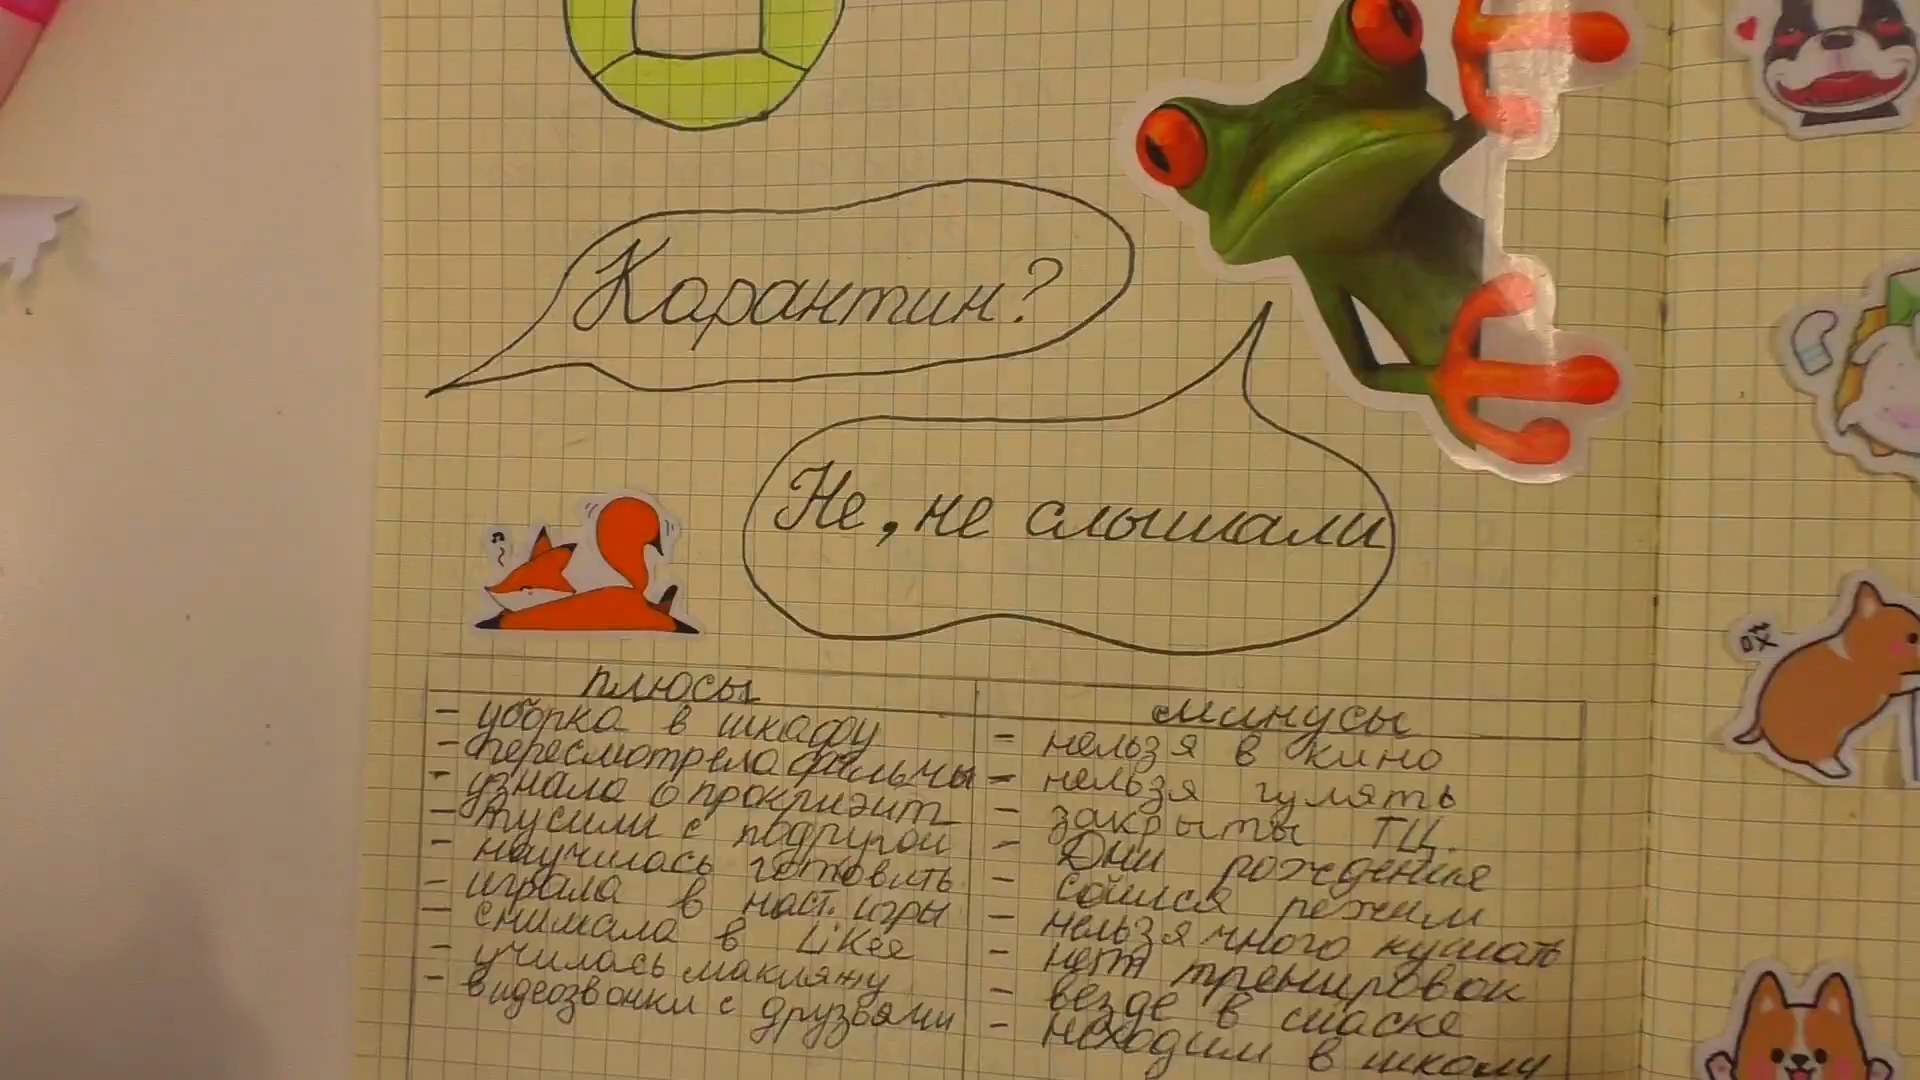 Карантин?
Не, не слышали
плюсы
- уборка в шкафу
- пересмотрела фильмы
- узнала о прокризит
- тусили с подругой
- научилась готовить
- играла в наст. игры
- снимала в Likee
- училась макияжу
- видеозвонки с друзьями
минусы
- нельзя в кино
- нельзя гулять
- закрыты ТЦ.
- Дни рождения
- сбился режим
- нельзя много кушать
- нет тренировок
- везде в маске
- не ходим в школу